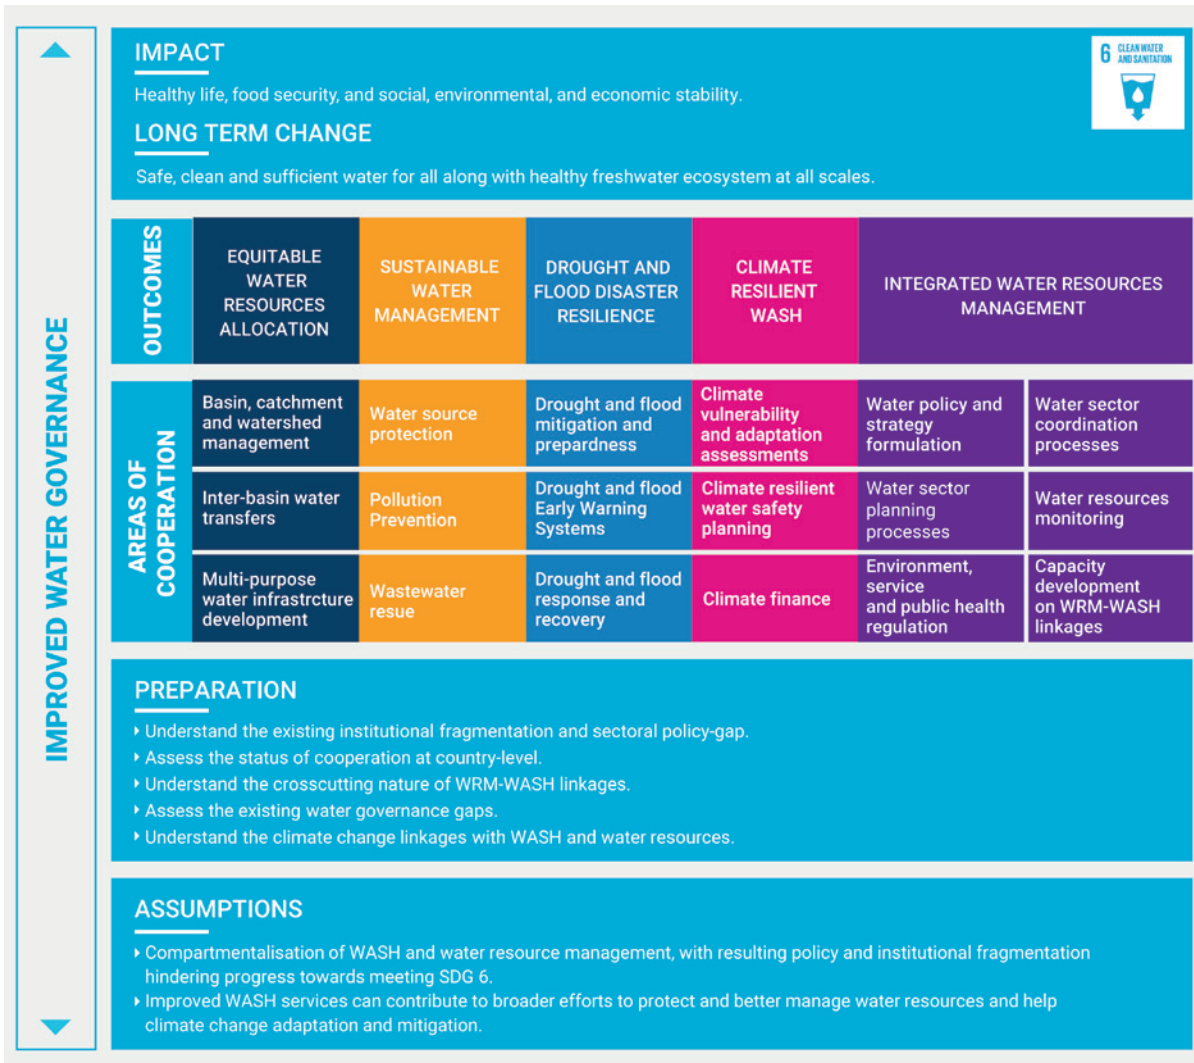 IMPROVED WATER GOVERNANCE
IMPACT
Healthy life, food security, and social, environmental, and economic stability.
6 CLEAN WATER
AND SANITATION
LONG TERM CHANGE
Safe, clean and sufficient water for all along with healthy freshwater ecosystem at all scales.
OUTCOMES
EQUITABLE
WATER
RESOURCES
ALLOCATION
SUSTAINABLE
WATER
MANAGEMENT
DROUGHT AND
FLOOD DISASTER
RESILIENCE
CLIMATE
RESILIENT
WASH
INTEGRATED WATER RESOURCES
MANAGEMENT
AREAS OF
COOPERATION
Basin, catchment
and watershed
management
Water source
protection
Drought and flood
mitigation and
prepardness
Climate
vulnerability
and adaptation
assessments
Water policy and
strategy
formulation
Water sector
coordination
processes
Inter-basin water
transfers
Pollution
Prevention
Drought and flood
Early Warning
Systems
Climate resilient
water safety
planning
Water sector
planning
processes
Water resources
monitoring
Multi-purpose
water infrastrcture
development
Wastewater
resue
Drought and flood
response and
recovery
Climate finance
Environment,
service
and public health
regulation
Capacity
development
on WRM-WASH
linkages
PREPARATION
Understand the existing institutional fragmentation and sectoral policy-gap.
Assess the status of cooperation at country-level.
Understand the crosscutting nature of WRM-WASH linkages.
Assess the existing water governance gaps.
Understand the climate change linkages with WASH and water resources.
ASSUMPTIONS
Compartmentalisation of WASH and water resource management, with resulting policy and institutional fragmentation
hindering progress towards meeting SDG 6.
Improved WASH services can contribute to broader efforts to protect and better manage water resources and help
climate change adaptation and mitigation.